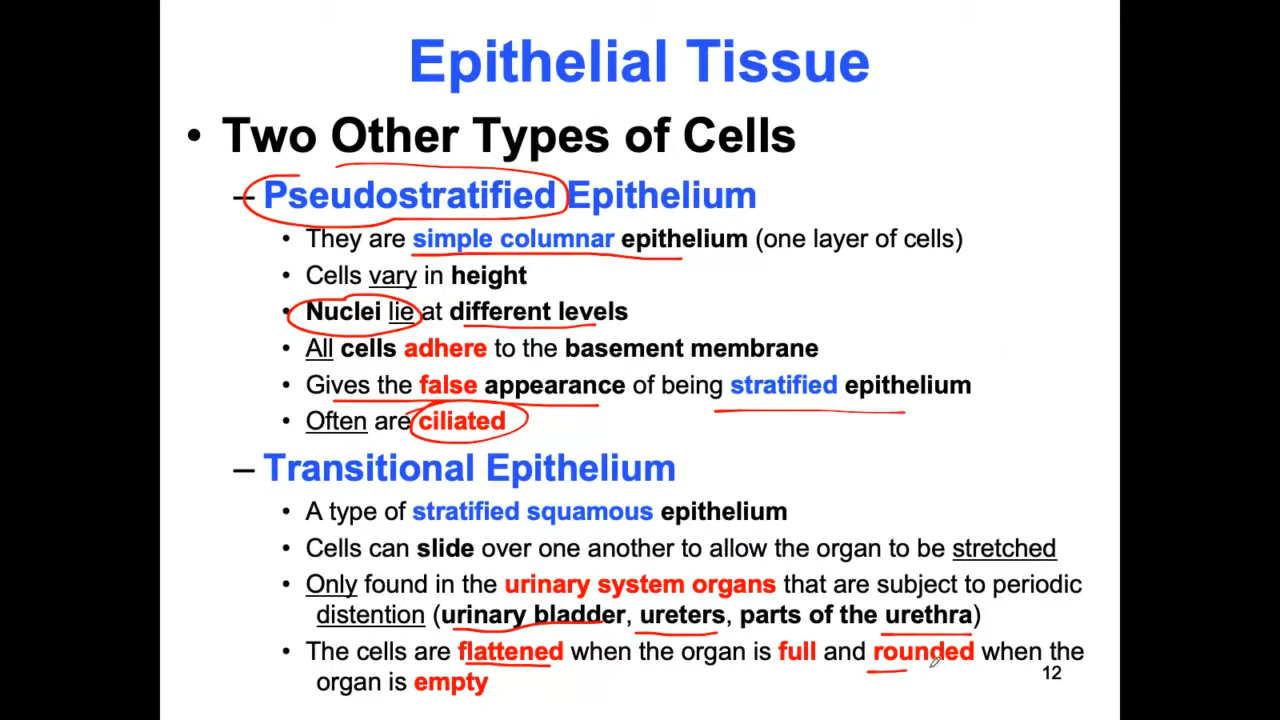 Epithelial Tissue
• Two Other Types of Cells
– Pseudostratified Epithelium
• They are simple columnar epithelium (one layer of cells)
• Cells vary in height
• Nuclei lie at different levels
• All cells adhere to the basement membrane
• Gives the false appearance of being stratified epithelium
• Often are ciliated
– Transitional Epithelium
• A type of stratified squamous epithelium
• Cells can slide over one another to allow the organ to be stretched
• Only found in the urinary system organs that are subject to periodic
distention (urinary bladder, ureters, parts of the urethra)
• The cells are flattened when the organ is full and rounded when the
organ is empty
12